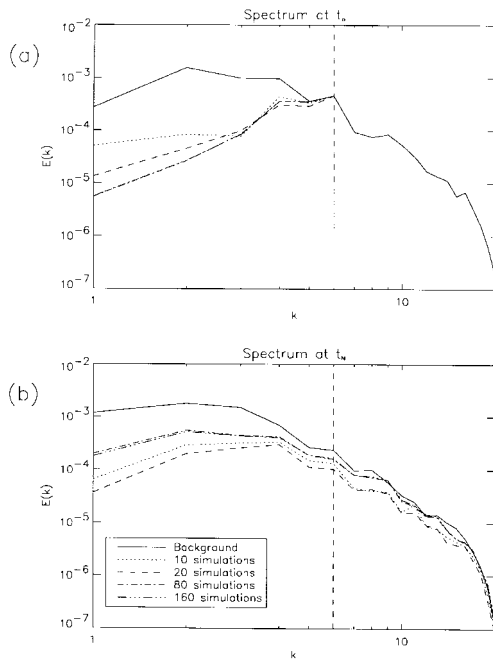 Spectrum at t₀
(a)
10⁻²
10⁻³
10⁻⁴
10⁻⁵
10⁻⁶
10⁻⁷
E(k)
1
10
k
Spectrum at t_N
(b)
10⁻²
10⁻³
10⁻⁴
10⁻⁵
10⁻⁶
10⁻⁷
E(k)
Background
10 simulations
20 simulations
80 simulations
160 simulations
1
10
k